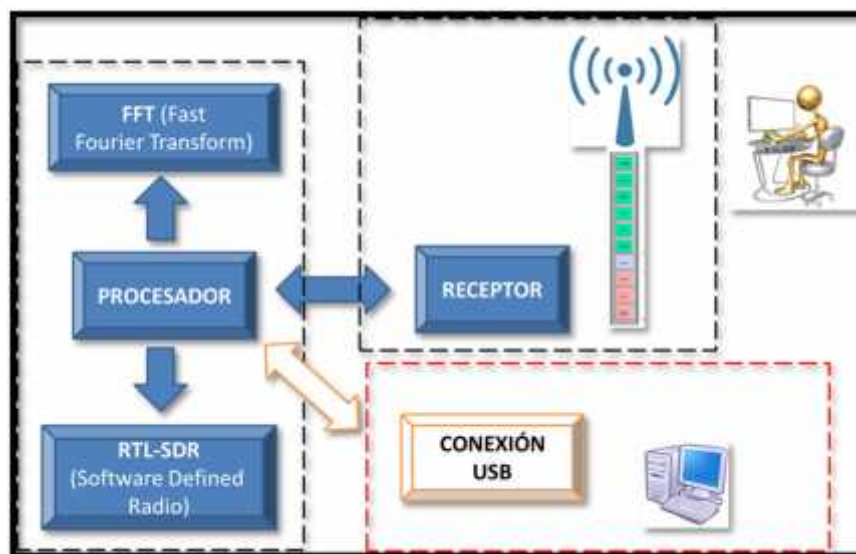 FFT (Fast
Fourier Transform)
PROCESADOR
RECEPTOR
RTL-SDR
(Software Defined
Radio)
CONEXIÓN
USB